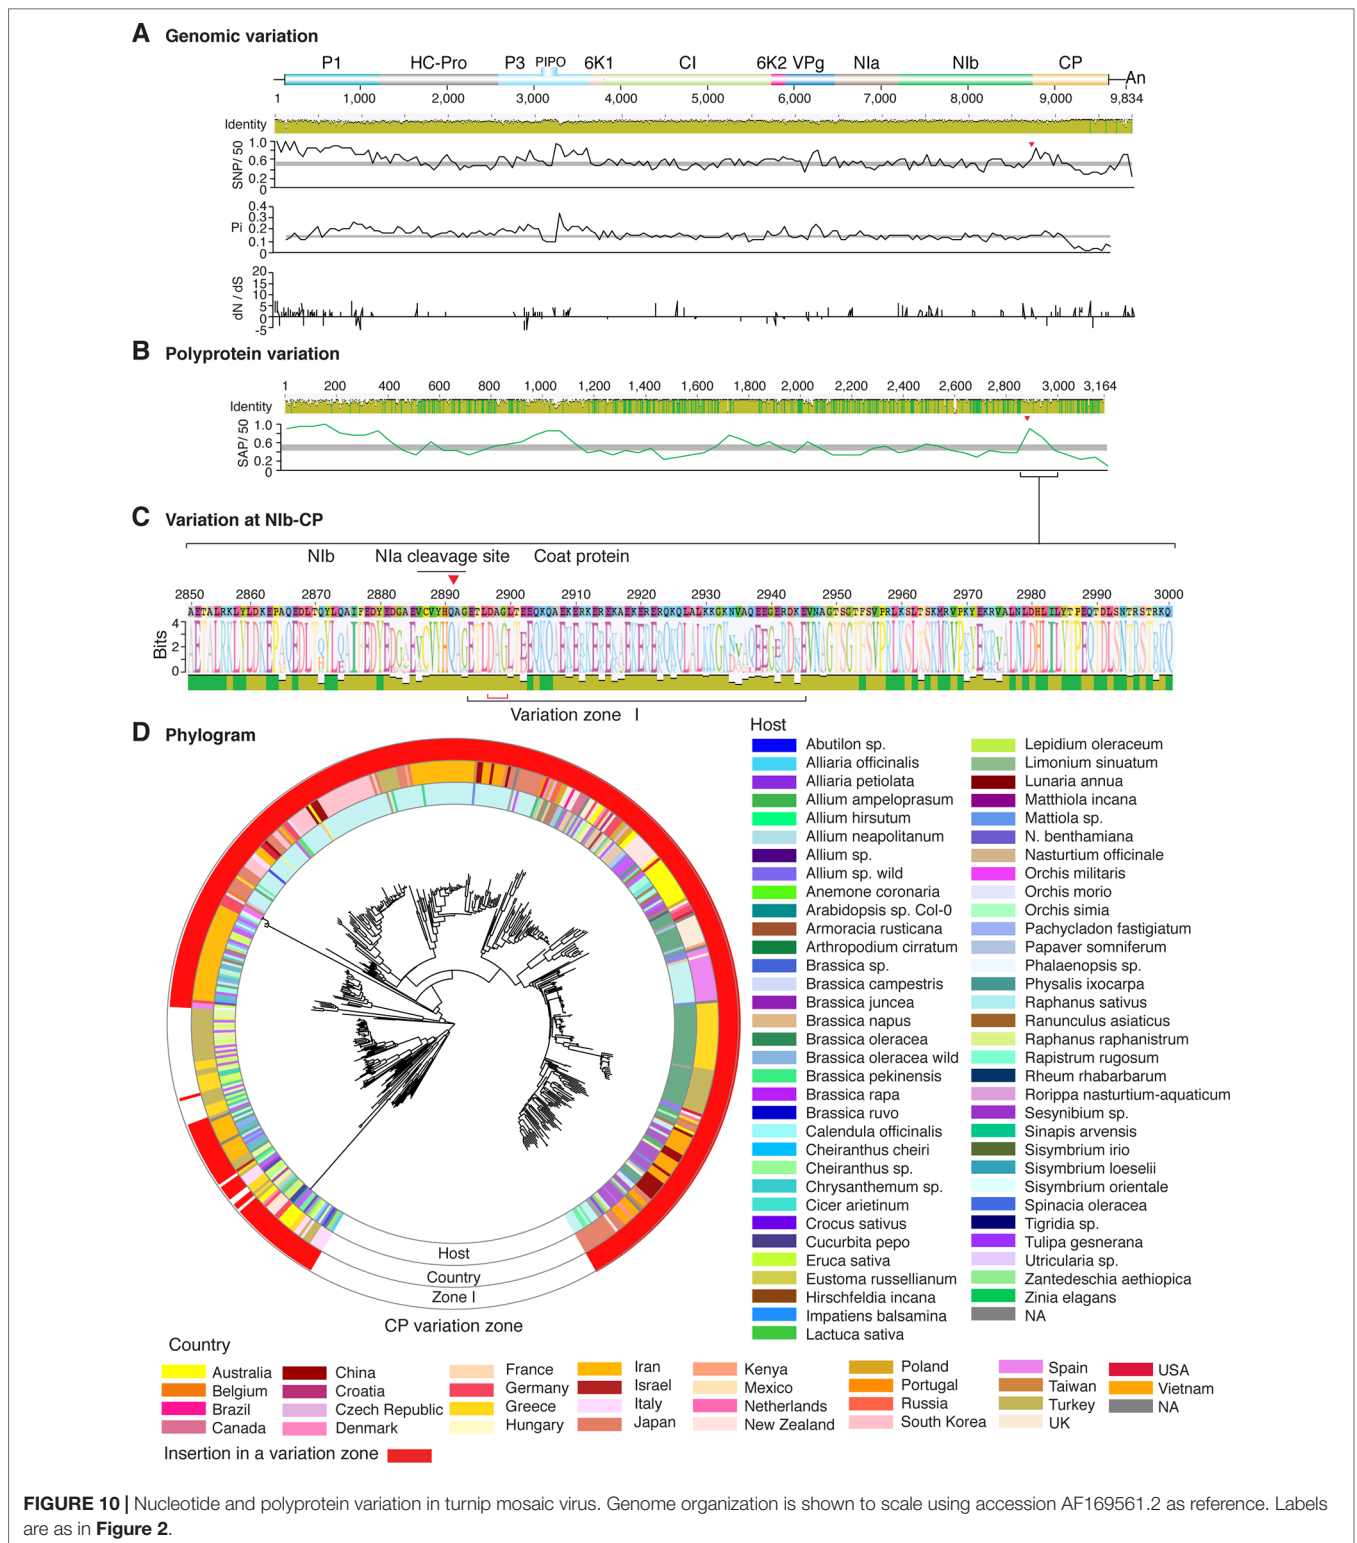 A Genomic variation
P1 HC-Pro P3 PIPO 6K1 CI 6K2 VPg NIa NIb CP An
1 1,000 2,000 3,000 4,000 5,000 6,000 7,000 8,000 9,000 9,834
Identity
SNP/ 50
1.0
0.6
0.2
0
Pi
0.4
0.3
0.2
0.1
0
dN / dS
20
15
10
5
0
-5
B Polyprotein variation
1 200 400 600 800 1,000 1,200 1,400 1,600 1,800 2,000 2,200 2,400 2,600 2,800 3,000 3,164
Identity
SAP/ 50
1.0
0.6
0.2
0
C Variation at NIb-CP
NIb NIa cleavage site Coat protein
2850 2860 2870 2880 2890 2900 2910 2920 2930 2940 2950 2960 2970 2980 2990 3000
Bits
4
2
0
Variation zone I
D Phylogram
Host
Country
Zone I
CP variation zone
Host
Abutilon sp.
Alliaria officinalis
Alliaria petiolata
Allium ampeloprasum
Allium hirsutum
Allium neapolitanum
Allium sp.
Allium sp. wild
Anemone coronaria
Arabidopsis sp. Col-0
Armoracia rusticana
Arthropodium cirratum
Brassica sp.
Brassica campestris
Brassica juncea
Brassica napus
Brassica oleracea
Brassica oleracea wild
Brassica pekinensis
Brassica rapa
Brassica ruvo
Calendula officinalis
Cheiranthus cheiri
Cheiranthus sp.
Chrysanthemum sp.
Cicer arietinum
Crocus sativus
Cucurbita pepo
Eruca sativa
Eustoma russellianum
Hirschfeldia incana
Impatiens balsamina
Lactuca sativa
Lepidium oleraceum
Limonium sinuatum
Lunaria annua
Matthiola incana
Mattiola sp.
N. benthamiana
Nasturtium officinale
Orchis militaris
Orchis morio
Orchis simia
Pachycladon fastigiatum
Papaver somniferum
Phalaenopsis sp.
Physalis ixocarpa
Raphanus sativus
Ranunculus asiaticus
Raphanus raphanistrum
Rapistrum rugosum
Rheum rhabarbarum
Rorippa nasturtium-aquaticum
Sesynibium sp.
Sinapis arvensis
Sisymbrium irio
Sisymbrium loeselii
Sisymbrium orientale
Spinacia oleracea
Tigridia sp.
Tulipa gesnerana
Utricularia sp.
Zantedeschia aethiopica
Zinia elagans
NA
Country
Australia
Belgium
Brazil
Canada
China
Croatia
Czech Republic
Denmark
France
Germany
Greece
Hungary
Iran
Israel
Italy
Japan
Kenya
Mexico
Netherlands
New Zealand
Poland
Portugal
Russia
South Korea
Spain
Taiwan
Turkey
UK
USA
Vietnam
NA
Insertion in a variation zone
FIGURE 10 | Nucleotide and polyprotein variation in turnip mosaic virus. Genome organization is shown to scale using accession AF169561.2 as reference. Labels
are as in Figure 2.